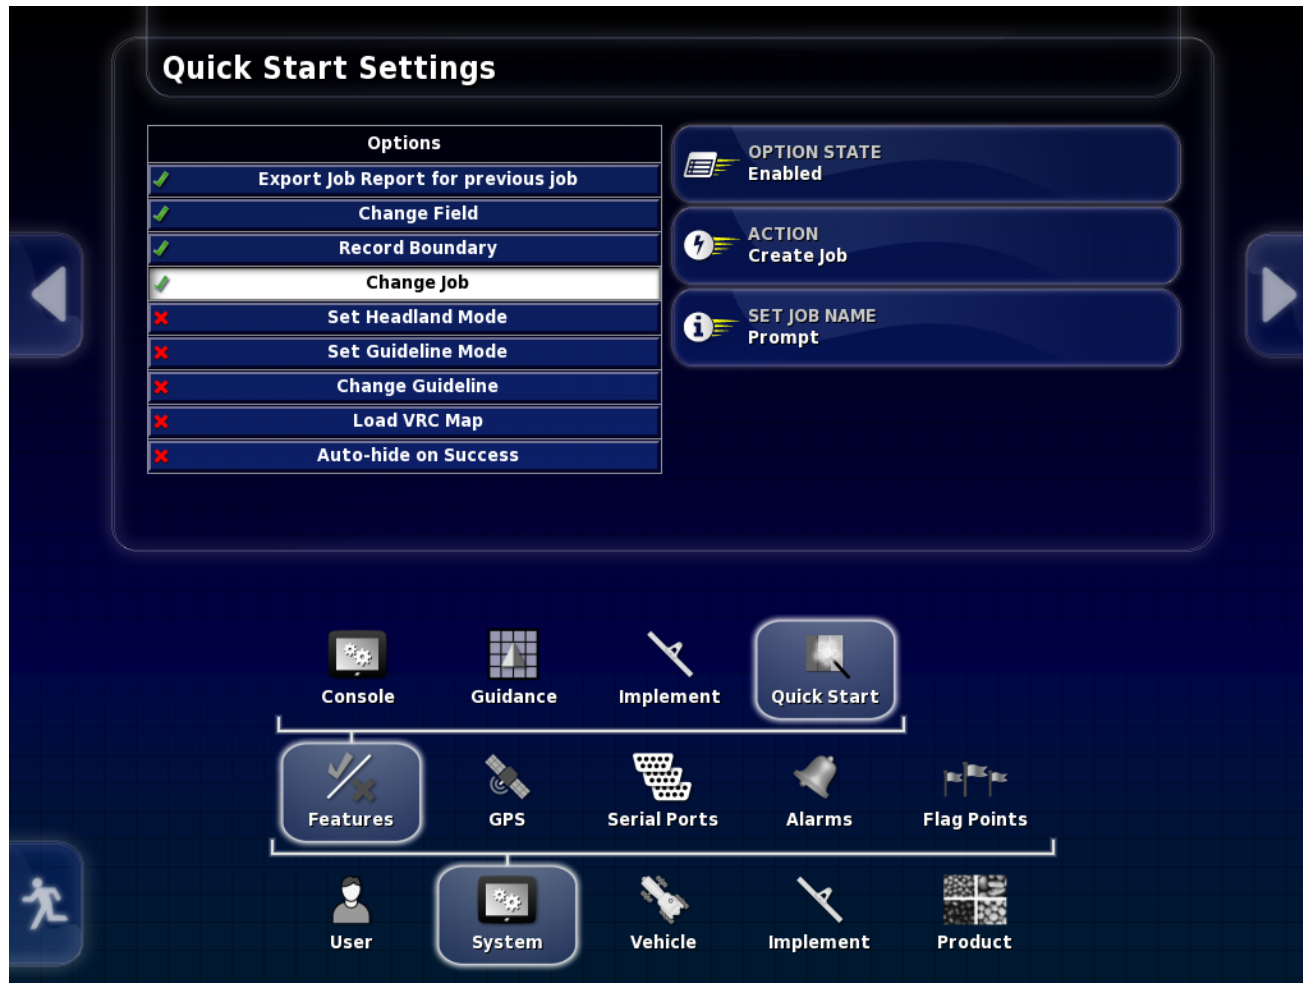 Quick Start Settings
Options
Export Job Report for previous job
Change Field
Record Boundary
Change Job
Set Headland Mode
Set Guideline Mode
Change Guideline
Load VRC Map
Auto-hide on Success
OPTION STATE
Enabled
ACTION
Create Job
SET JOB NAME
Prompt
Console
Guidance
Implement
Quick Start
Features
GPS
Serial Ports
Alarms
Flag Points
User
System
Vehicle
Implement
Product